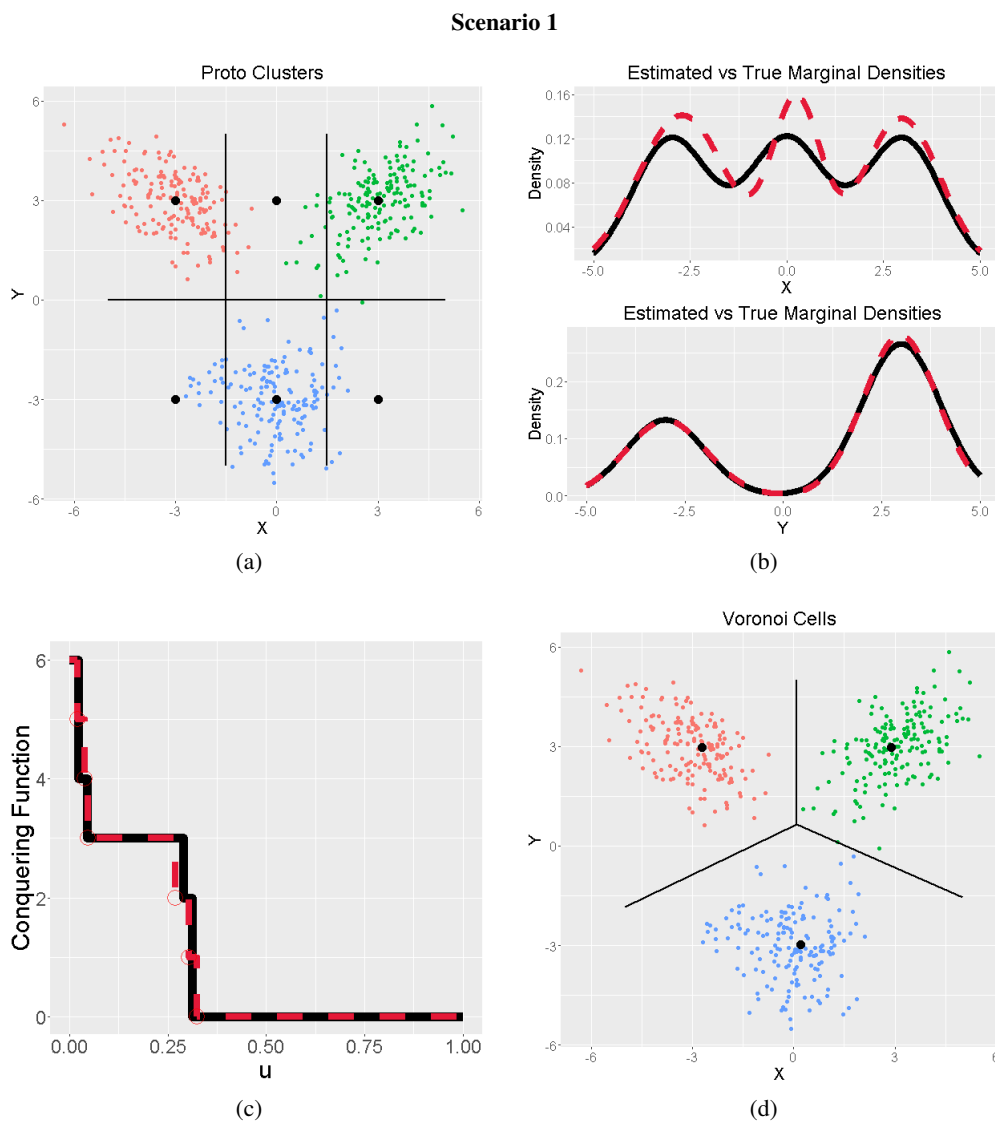 Scenario 1
Proto Clusters
6
3
0
-3
-6
Y
-6
-3
0
3
6
X
(a)
Estimated vs True Marginal Densities
0.16
0.12
0.08
0.04
Density
-5.0
-2.5
0.0
2.5
5.0
X
Estimated vs True Marginal Densities
0.2
0.1
0.0
Density
-5.0
-2.5
0.0
2.5
5.0
Y
(b)
6
4
2
0
Conquering Function
0.00
0.25
0.50
0.75
1.00
u
(c)
Voronoi Cells
6
3
0
-3
-6
Y
-6
-3
0
3
6
X
(d)